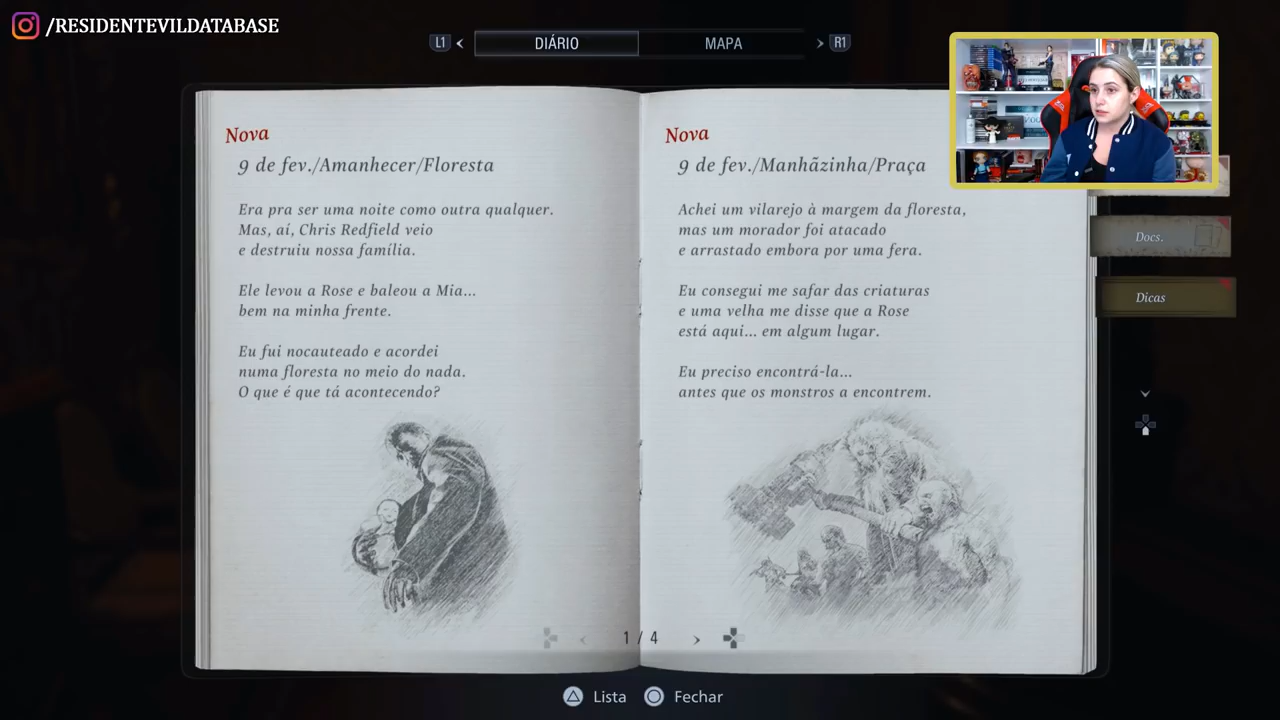 /RESIDENTEVILDATABASE
L1
DIÁRIO
MAPA
R1
Nova
9 de fev./Amanhecer/Floresta
Era pra ser uma noite como outra qualquer.
Mas, aí, Chris Redfield veio
e destruiu nossa família.
Ele levou a Rose e baleou a Mia...
bem na minha frente.
Eu fui nocauteado e acordei
numa floresta no meio do nada.
O que é que tá acontecendo?
Nova
9 de fev./Manhãzinha/Praça
Achei um vilarejo à margem da floresta,
mas um morador foi atacado
e arrastado embora por uma fera.
Eu consegui me safar das criaturas
e uma velha me disse que a Rose
está aqui... em algum lugar.
Eu preciso encontrá-la...
antes que os monstros a encontrem.
Docs.
Dicas
1 / 4
Lista
Fechar